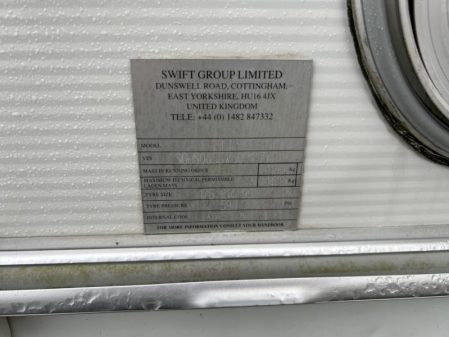 SWIFT GROUP LIMITED
DUNSWELL ROAD, COTTINGHAM,
EAST YORKSHIRE, HU16 4JX
UNITED KINGDOM
TELE: +44 (0) 1482 847332
MODEL
VIN
MASS IN RUNNING ORDER Kg
MAXIMUM TECHNICAL PERMISSIBLE Kg
LADEN MASS
TYRE SIZE
TYRE PRESSURE PSI
INTERNAL CODE
FOR MORE INFORMATION CONSULT YOUR HANDBOOK